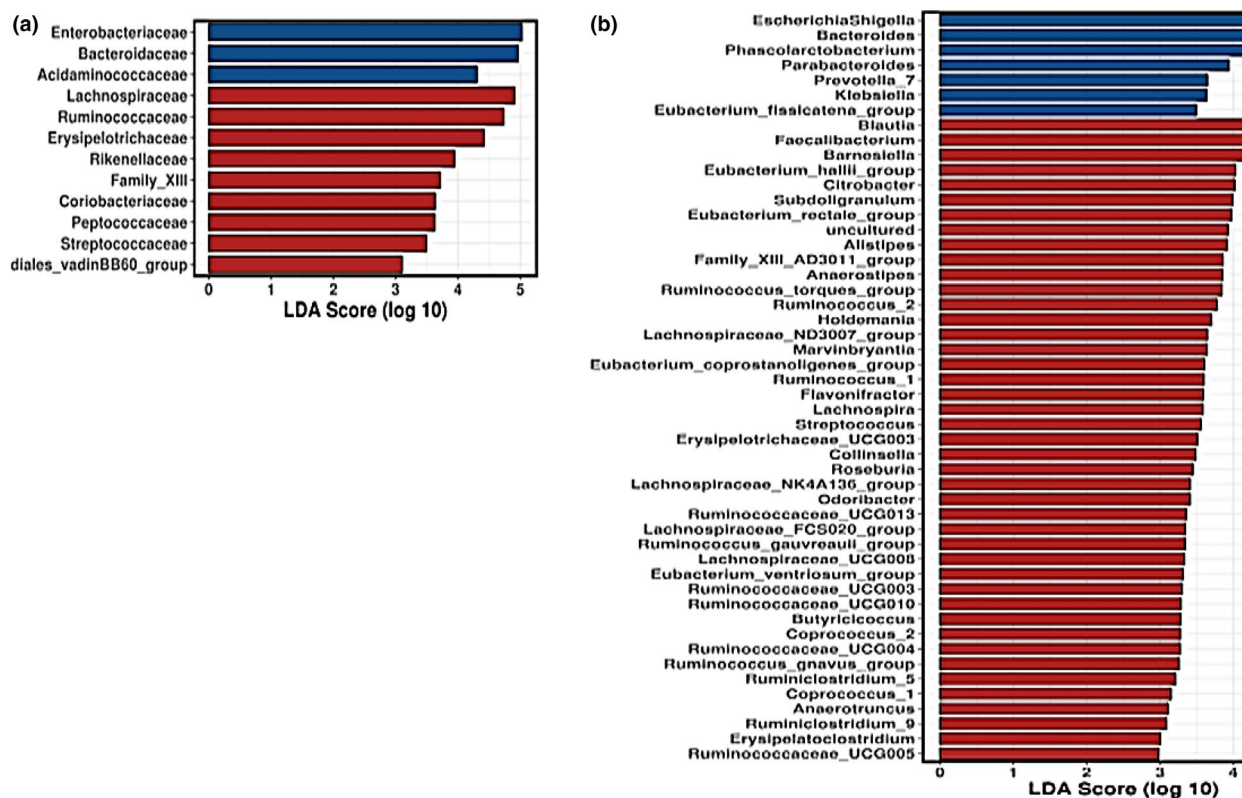 (a)
Enterobacteriaceae
Bacteroidaceae
Acidaminococcaceae
Lachnospiraceae
Ruminococcaceae
Erysipelotrichaceae
Rikenellaceae
Family_XIII
Coriobacteriaceae
Peptococcaceae
Streptococcaceae
diales_vadinBB60_group
0 1 2 3 4 5
LDA Score (log 10)
(b)
EscherichiaShigella
Bacteroides
Phascolarctobacterium
Parabacteroides
Prevotella_7
Klebsiella
Eubacterium_fissicatena_group
Blautia
Faecalibacterium
Barnesiella
Eubacterium_hallii_group
Citrobacter
Subdoligranulum
Eubacterium_rectale_group
uncultured
Alistipes
Family_XIII_AD3011_group
Anaerostipes
Ruminococcus_torques_group
Ruminococcus_2
Holdemania
Lachnospiraceae_ND3007_group
Marvinbryantia
Eubacterium_coprostanoligenes_group
Ruminococcus_1
Flavonifractor
Lachnospira
Streptococcus
Erysipelotrichaceae_UCG003
Collinsella
Roseburia
Lachnospiraceae_NK4A136_group
Odoribacter
Ruminococcaceae_UCG013
Lachnospiraceae_FCS020_group
Ruminococcus_gauvreauii_group
Lachnospiraceae_UCG008
Eubacterium_ventriosum_group
Ruminococcaceae_UCG003
Ruminococcaceae_UCG010
Butyricicoccus
Coprococcus_2
Ruminococcaceae_UCG004
Ruminococcus_gnavus_group
Ruminiclostridium_5
Coprococcus_1
Anaerotruncus
Ruminiclostridium_9
Erysipelatoclostridium
Ruminococcaceae_UCG005
0 1 2 3 4
LDA Score (log 10)